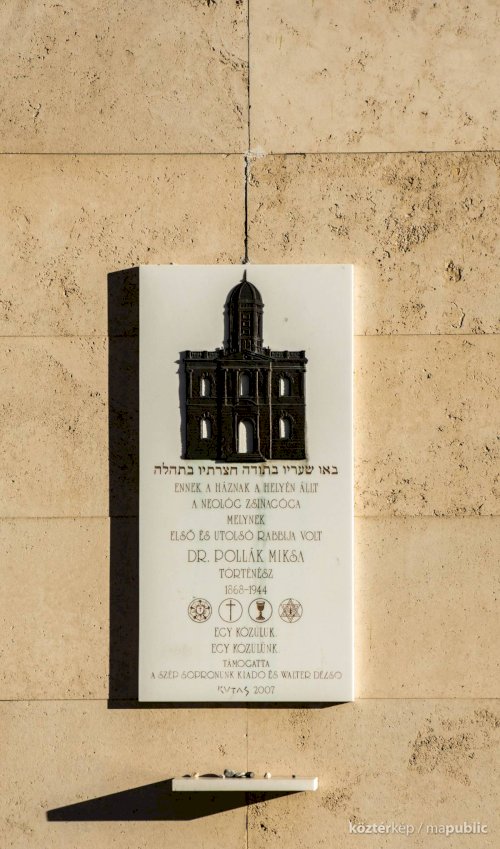 באו שעריו בתודה חצרתיו בתהלה
ENNEK A HÁZNAK A HELYÉN ÁLLT
A NEOLÓG ZSINAGÓGA
MELYNEK
ELSŐ ÉS UTOLSÓ RABBIJA VOLT
DR. POLLÁK MIKSA
TÖRTÉNÉSZ
1868-1944
EGY KÖZÜLÜK.
EGY KÖZÜLÜNK.
TÁMOGATTA
A SZÉP SOPRONUNK KIADÓ ÉS WALTER DEZSŐ
KUTAS 2007
köztérkép / mapublic